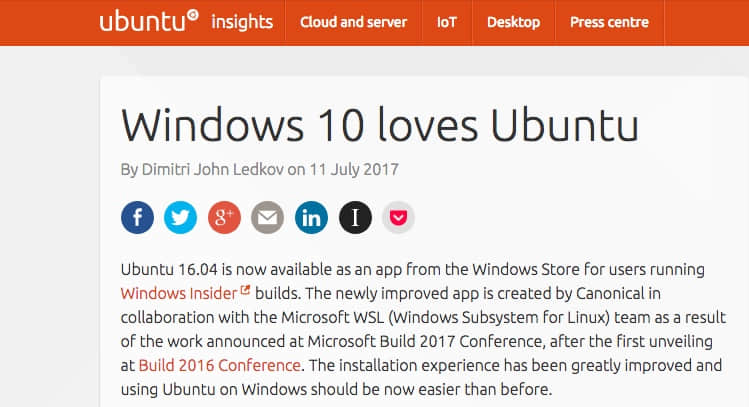 ubuntu® insights Cloud and server IoT Desktop Press centre
Windows 10 loves Ubuntu
By Dimitri John Ledkov on 11 July 2017
f g+ in I
Ubuntu 16.04 is now available as an app from the Windows Store for users running
Windows Insider builds. The newly improved app is created by Canonical in
collaboration with the Microsoft WSL (Windows Subsystem for Linux) team as a result
of the work announced at Microsoft Build 2017 Conference, after the first unveiling
at Build 2016 Conference. The installation experience has been greatly improved and
using Ubuntu on Windows should be now easier than before.